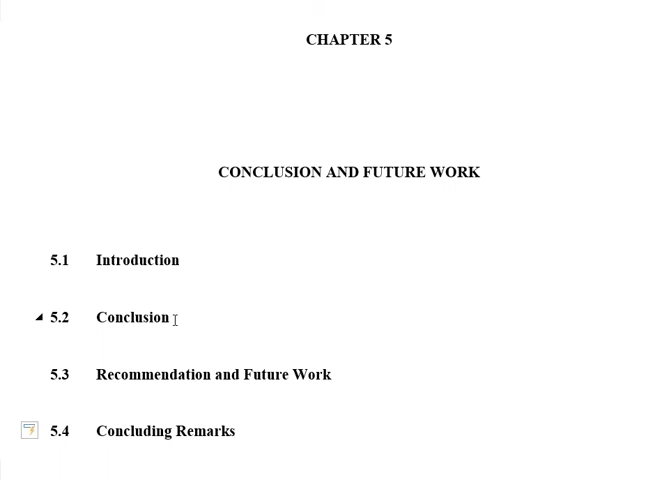 CHAPTER 5
CONCLUSION AND FUTURE WORK
5.1 Introduction
5.2 Conclusion
5.3 Recommendation and Future Work
5.4 Concluding Remarks